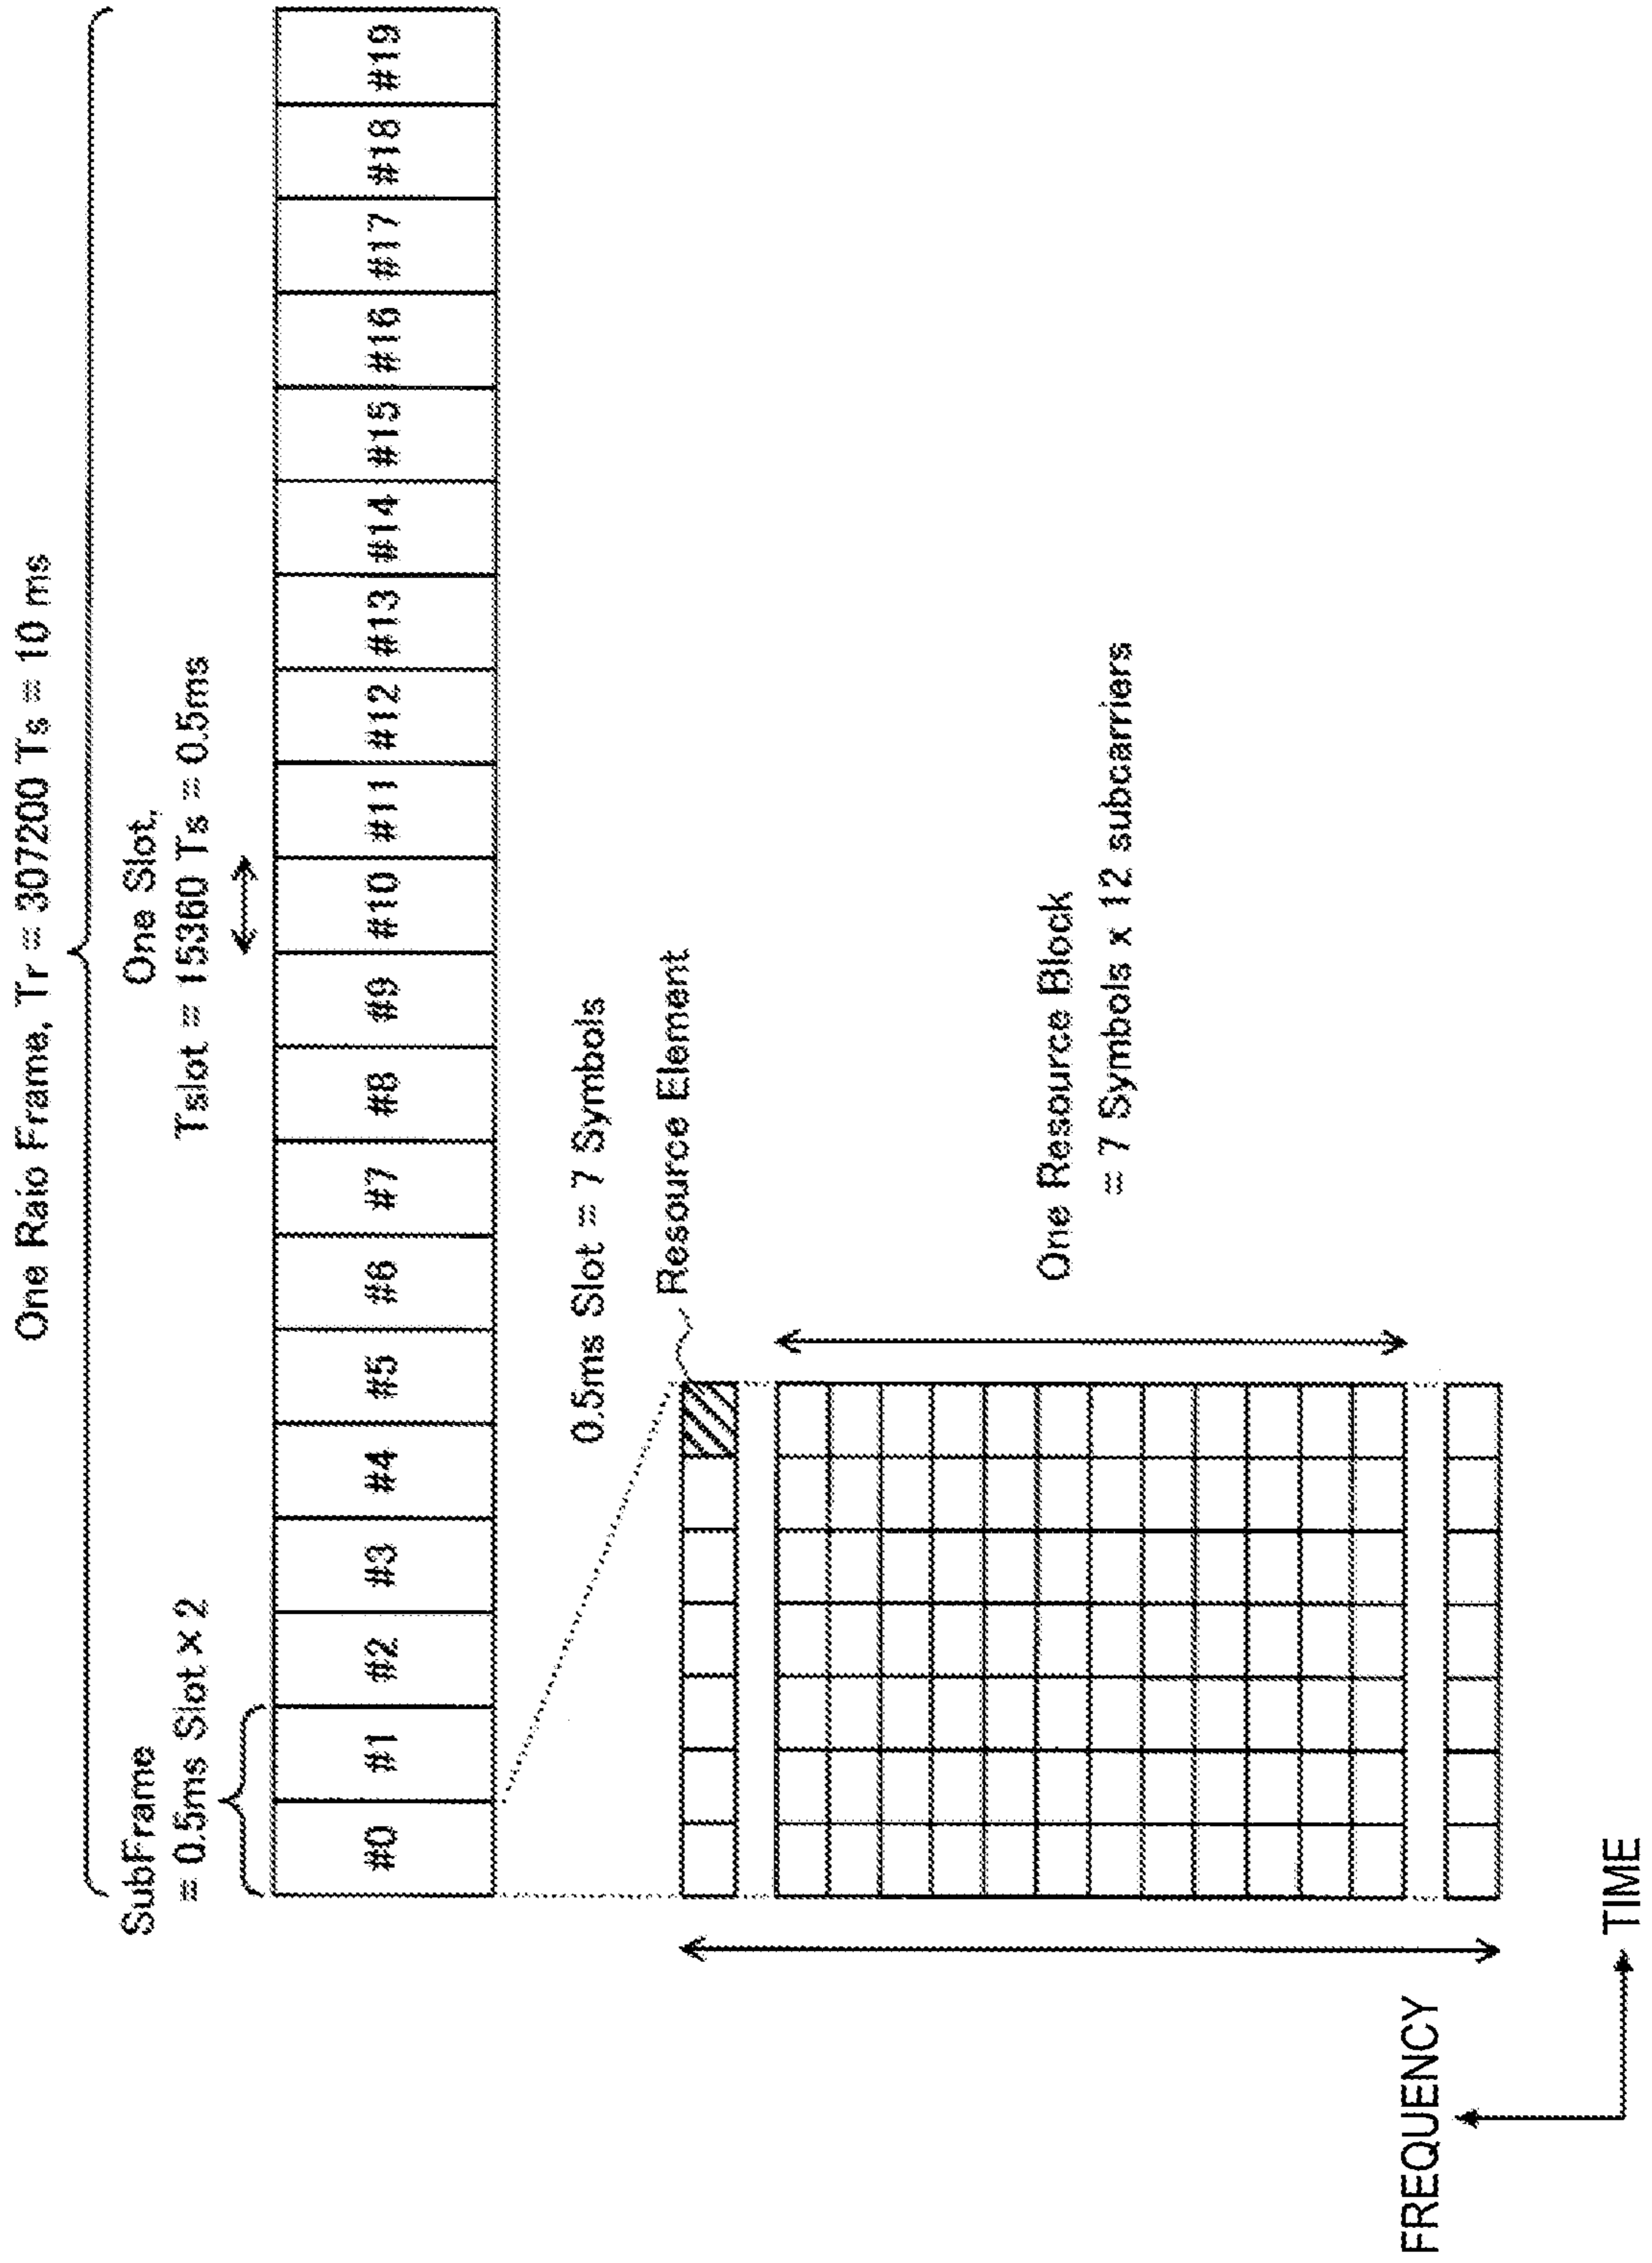 One Raio Frame, Tr = 307200 Ts = 10 ms
SubFrame
= 0.5ms Slot × 2
One Slot,
Tslot = 15360 Ts = 0.5ms
#0 #1 #2 #3 #4 #5 #6 #7 #8 #9 #10 #11 #12 #13 #14 #15 #16 #17 #18 #19
0.5ms Slot = 7 Symbols
Resource Element
One Resource Block
= 7 Symbols x 12 subcarriers
FREQUENCY
TIME